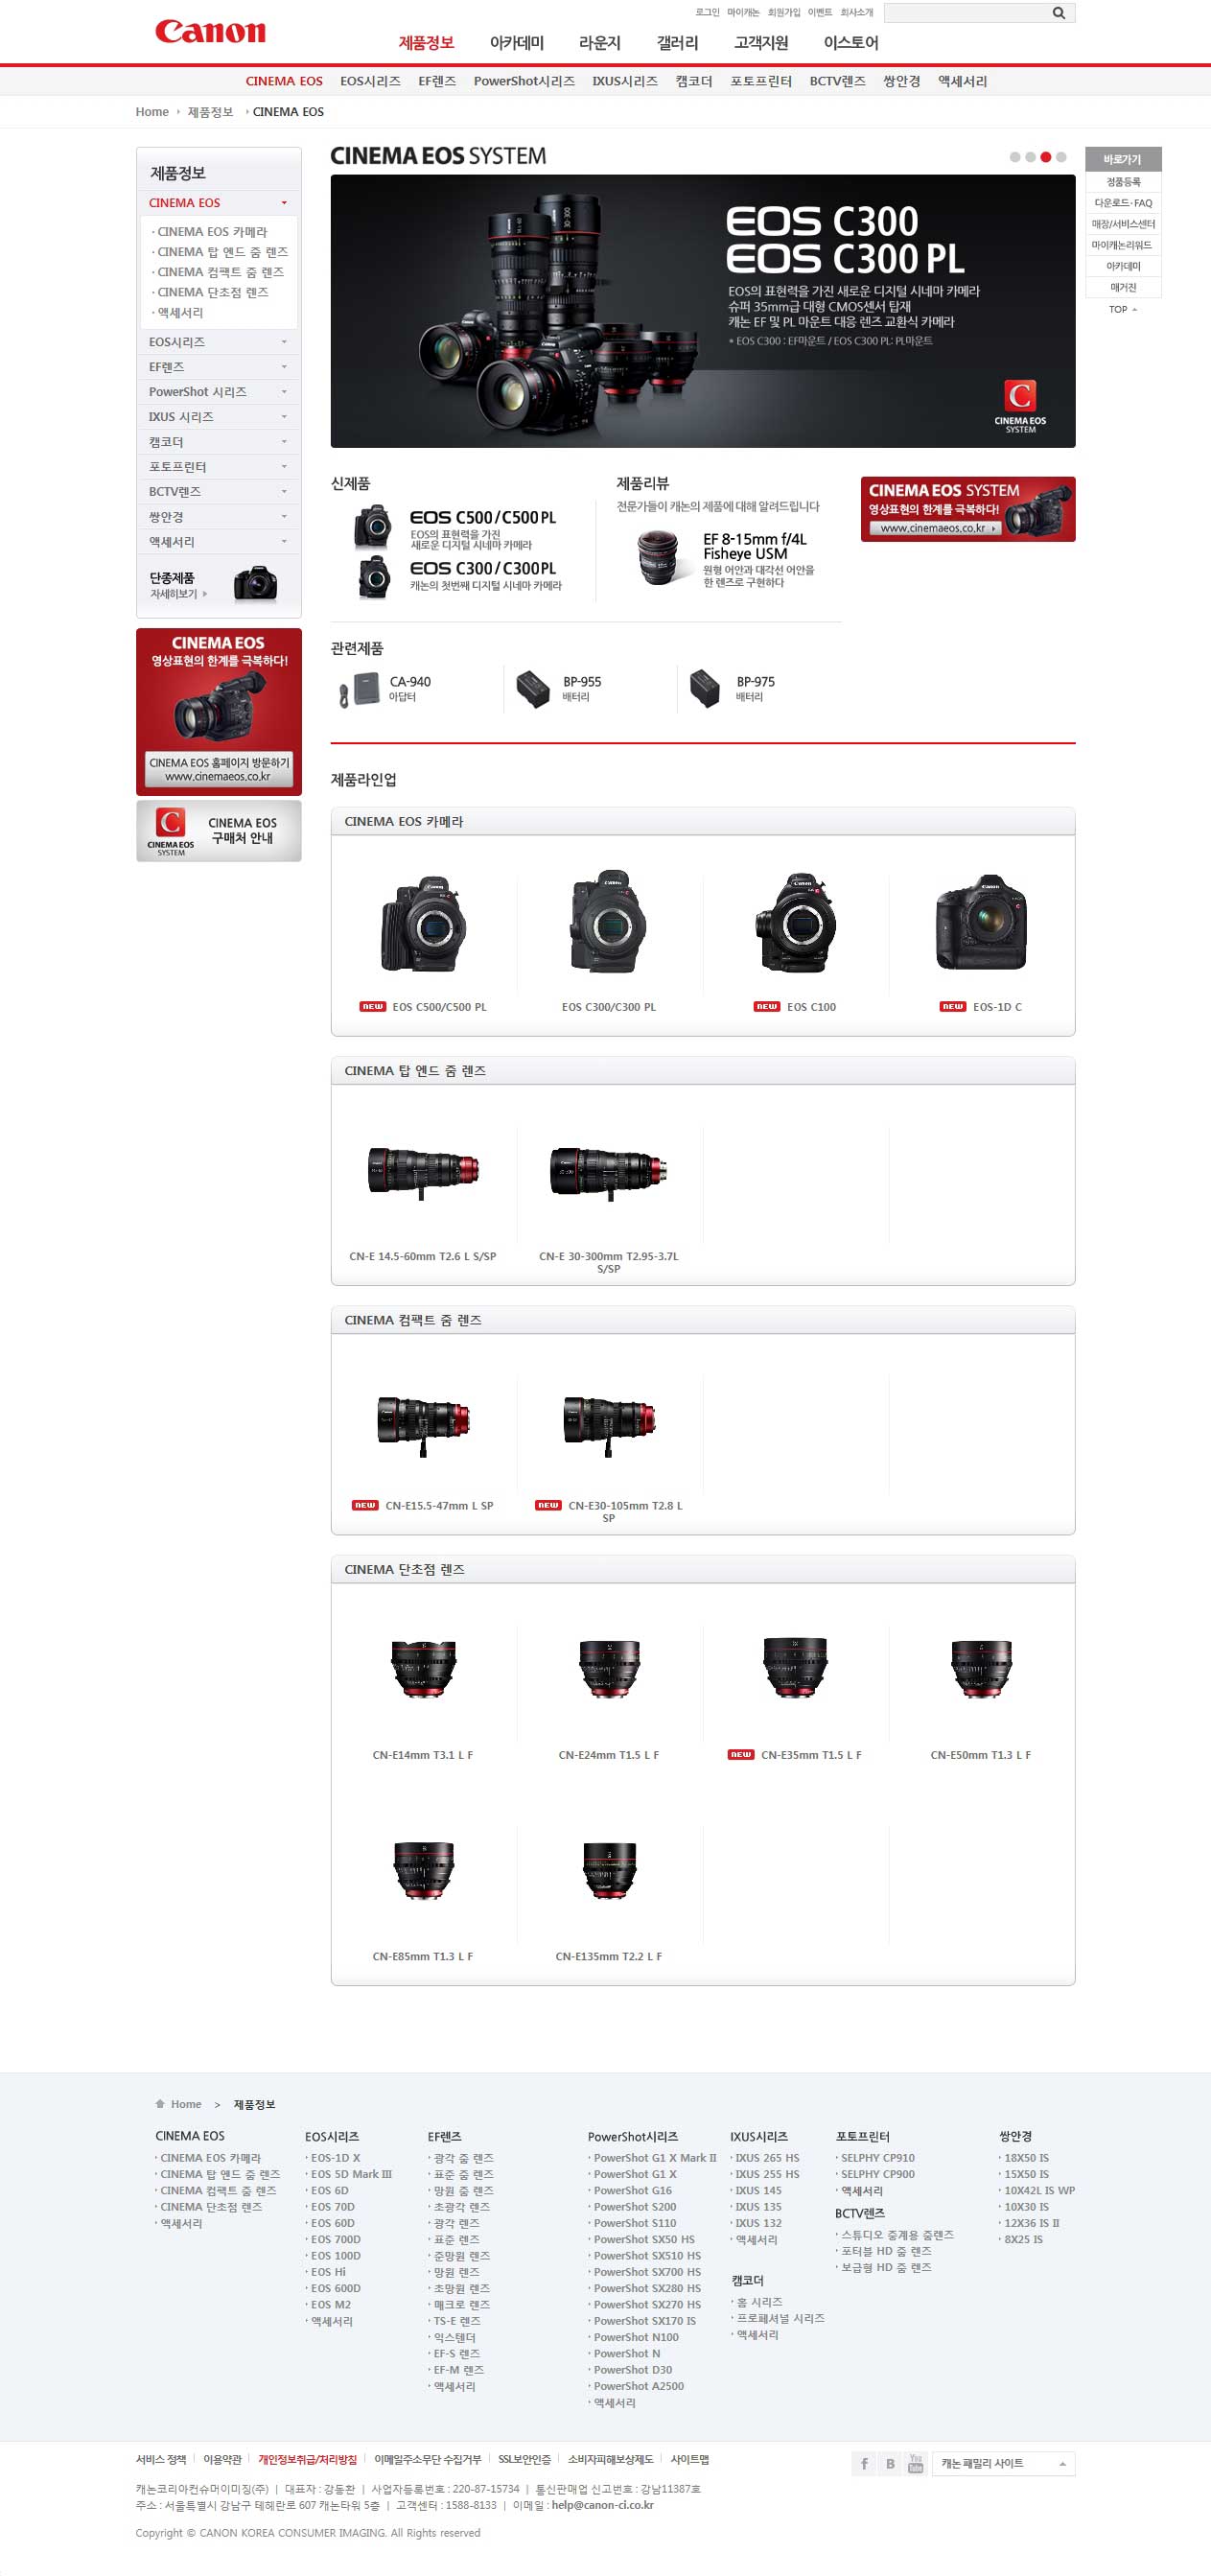 Canon
로그인 마이캐논 회원가입 이벤트 회사소개
제품정보 아카데미 라운지 갤러리 고객지원 이스토어
CINEMA EOS EOS시리즈 EF렌즈 PowerShot시리즈 IXUS시리즈 캠코더 포토프린터 BCTV렌즈 쌍안경 액세서리
Home 제품정보 CINEMA EOS
제품정보
CINEMA EOS
CINEMA EOS 카메라
CINEMA 탑 엔드 줌 렌즈
CINEMA 컴팩트 줌 렌즈
CINEMA 단초점 렌즈
액세서리
EOS시리즈
EF렌즈
PowerShot 시리즈
IXUS 시리즈
캠코더
포토프린터
BCTV렌즈
쌍안경
액세서리
단종제품
자세히보기
CINEMA EOS
영상표현의 한계를 극복하다!
CINEMA EOS 홈페이지 방문하기
www.cinemaeos.co.kr
C
CINEMA EOS
SYSTEM
CINEMA EOS
구매처 안내
CINEMA EOS SYSTEM
EOS C300
EOS C300 PL
EOS의 표현력을 가진 새로운 디지털 시네마 카메라
슈퍼 35mm급 대형 CMOS센서 탑재
캐논 EF 및 PL 마운트 대응 렌즈 교환식 카메라
* EOS C300 : EF마운트 / EOS C300 PL: PL마운트
C
CINEMA EOS
SYSTEM
바로가기
정품등록
다운로드·FAQ
매장/서비스센터
마이캐논리워드
아카데미
매거진
TOP
신제품
EOS C500 / C500 PL
EOS의 표현력을 가진
새로운 디지털 시네마 카메라
EOS C300 / C300 PL
캐논의 첫번째 디지털 시네마 카메라
제품리뷰
전문가들이 캐논의 제품에 대해 알려드립니다
EF 8-15mm f/4L
Fisheye USM
원형 어안과 대각선 어안을
한 렌즈로 구현하다
CINEMA EOS SYSTEM
영상표현의 한계를 극복하다!
www.cinemaeos.co.kr
관련제품
CA-940
아답터
BP-955
배터리
BP-975
배터리
제품라인업
CINEMA EOS 카메라
NEW EOS C500/C500 PL
EOS C300/C300 PL
NEW EOS C100
NEW EOS-1D C
CINEMA 탑 엔드 줌 렌즈
CN-E 14.5-60mm T2.6 L S/SP
CN-E 30-300mm T2.95-3.7L
S/SP
CINEMA 컴팩트 줌 렌즈
NEW CN-E15.5-47mm L SP
NEW CN-E30-105mm T2.8 L
SP
CINEMA 단초점 렌즈
CN-E14mm T3.1 L F
CN-E24mm T1.5 L F
NEW CN-E35mm T1.5 L F
CN-E50mm T1.3 L F
CN-E85mm T1.3 L F
CN-E135mm T2.2 L F
Home > 제품정보
CINEMA EOS
CINEMA EOS 카메라
CINEMA 탑 엔드 줌 렌즈
CINEMA 컴팩트 줌 렌즈
CINEMA 단초점 렌즈
액세서리
EOS시리즈
EOS-1D X
EOS 5D Mark III
EOS 6D
EOS 70D
EOS 60D
EOS 700D
EOS 100D
EOS Hi
EOS 600D
EOS M2
액세서리
EF렌즈
광각 줌 렌즈
표준 줌 렌즈
망원 줌 렌즈
초광각 렌즈
광각 렌즈
표준 렌즈
준망원 렌즈
망원 렌즈
초망원 렌즈
매크로 렌즈
TS-E 렌즈
익스텐더
EF-S 렌즈
EF-M 렌즈
액세서리
PowerShot시리즈
PowerShot G1 X Mark II
PowerShot G1 X
PowerShot G16
PowerShot S200
PowerShot S110
PowerShot SX50 HS
PowerShot SX510 HS
PowerShot SX700 HS
PowerShot SX280 HS
PowerShot SX270 HS
PowerShot SX170 IS
PowerShot N100
PowerShot N
PowerShot D30
PowerShot A2500
액세서리
IXUS시리즈
IXUS 265 HS
IXUS 255 HS
IXUS 145
IXUS 135
IXUS 132
액세서리
캠코더
홈 시리즈
프로페셔널 시리즈
액세서리
포토프린터
SELPHY CP910
SELPHY CP900
액세서리
BCTV렌즈
스튜디오 중계용 줌렌즈
포터블 HD 줌 렌즈
보급형 HD 줌 렌즈
쌍안경
18X50 IS
15X50 IS
10X42L IS WP
10X30 IS
12X36 IS II
8X25 IS
서비스 정책 이용약관 개인정보취급/처리방침 이메일주소무단 수집거부 SSL보안인증 소비자피해보상제도 사이트맵
f B You Tube 캐논 패밀리 사이트
캐논코리아컨슈머이미징(주) | 대표자 : 강동환 | 사업자등록번호 : 220-87-15734 | 통신판매업 신고번호 : 강남11387호
주소 : 서울특별시 강남구 테헤란로 607 캐논타워 5층 | 고객센터 : 1588-8133 | 이메일 : help@canon-ci.co.kr
Copyright © CANON KOREA CONSUMER IMAGING. All Rights reserved